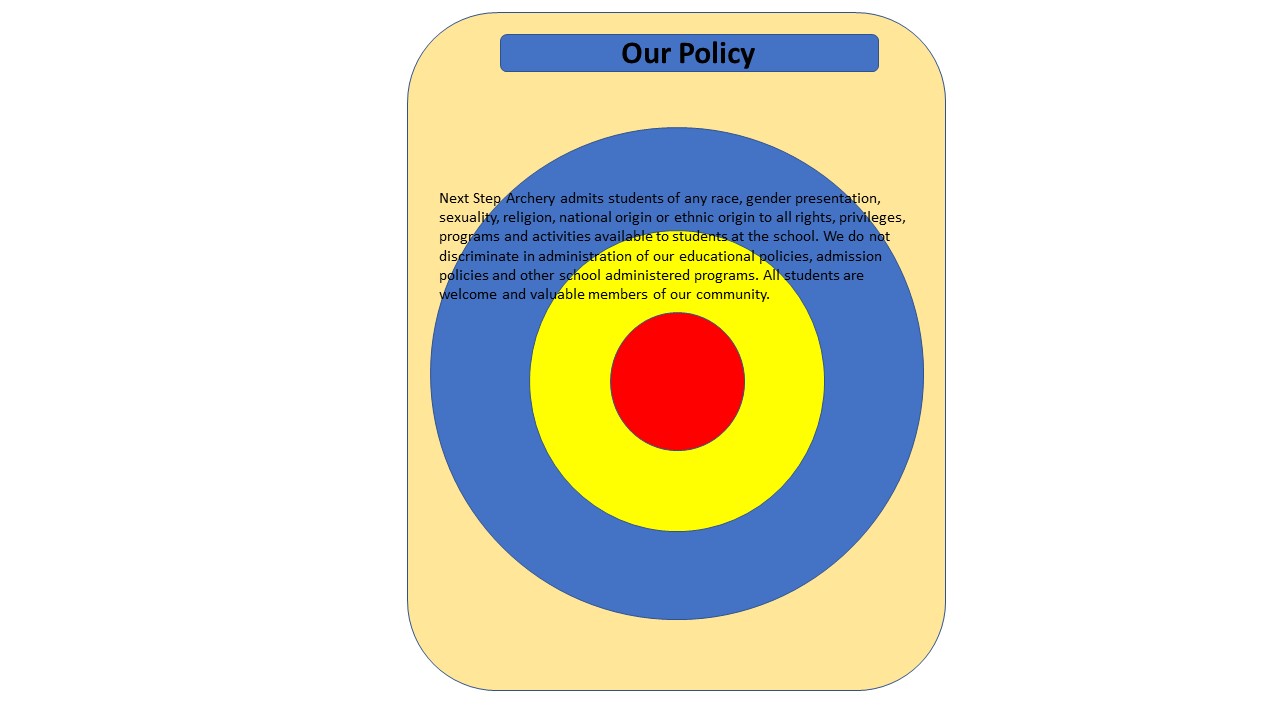 Our Policy
Next Step Archery admits students of any race, gender presentation,
sexuality, religion, national origin or ethnic origin to all rights, privileges,
programs and activities available to students at the school. We do not
discriminate in administration of our educational policies, admission
policies and other school administered programs. All students are
welcome and valuable members of our community.